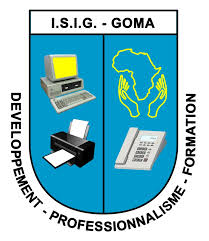 I.S.I.G. - GOMA
DEVELOPPEMENT - PROFESSIONNALISME - FORMATION